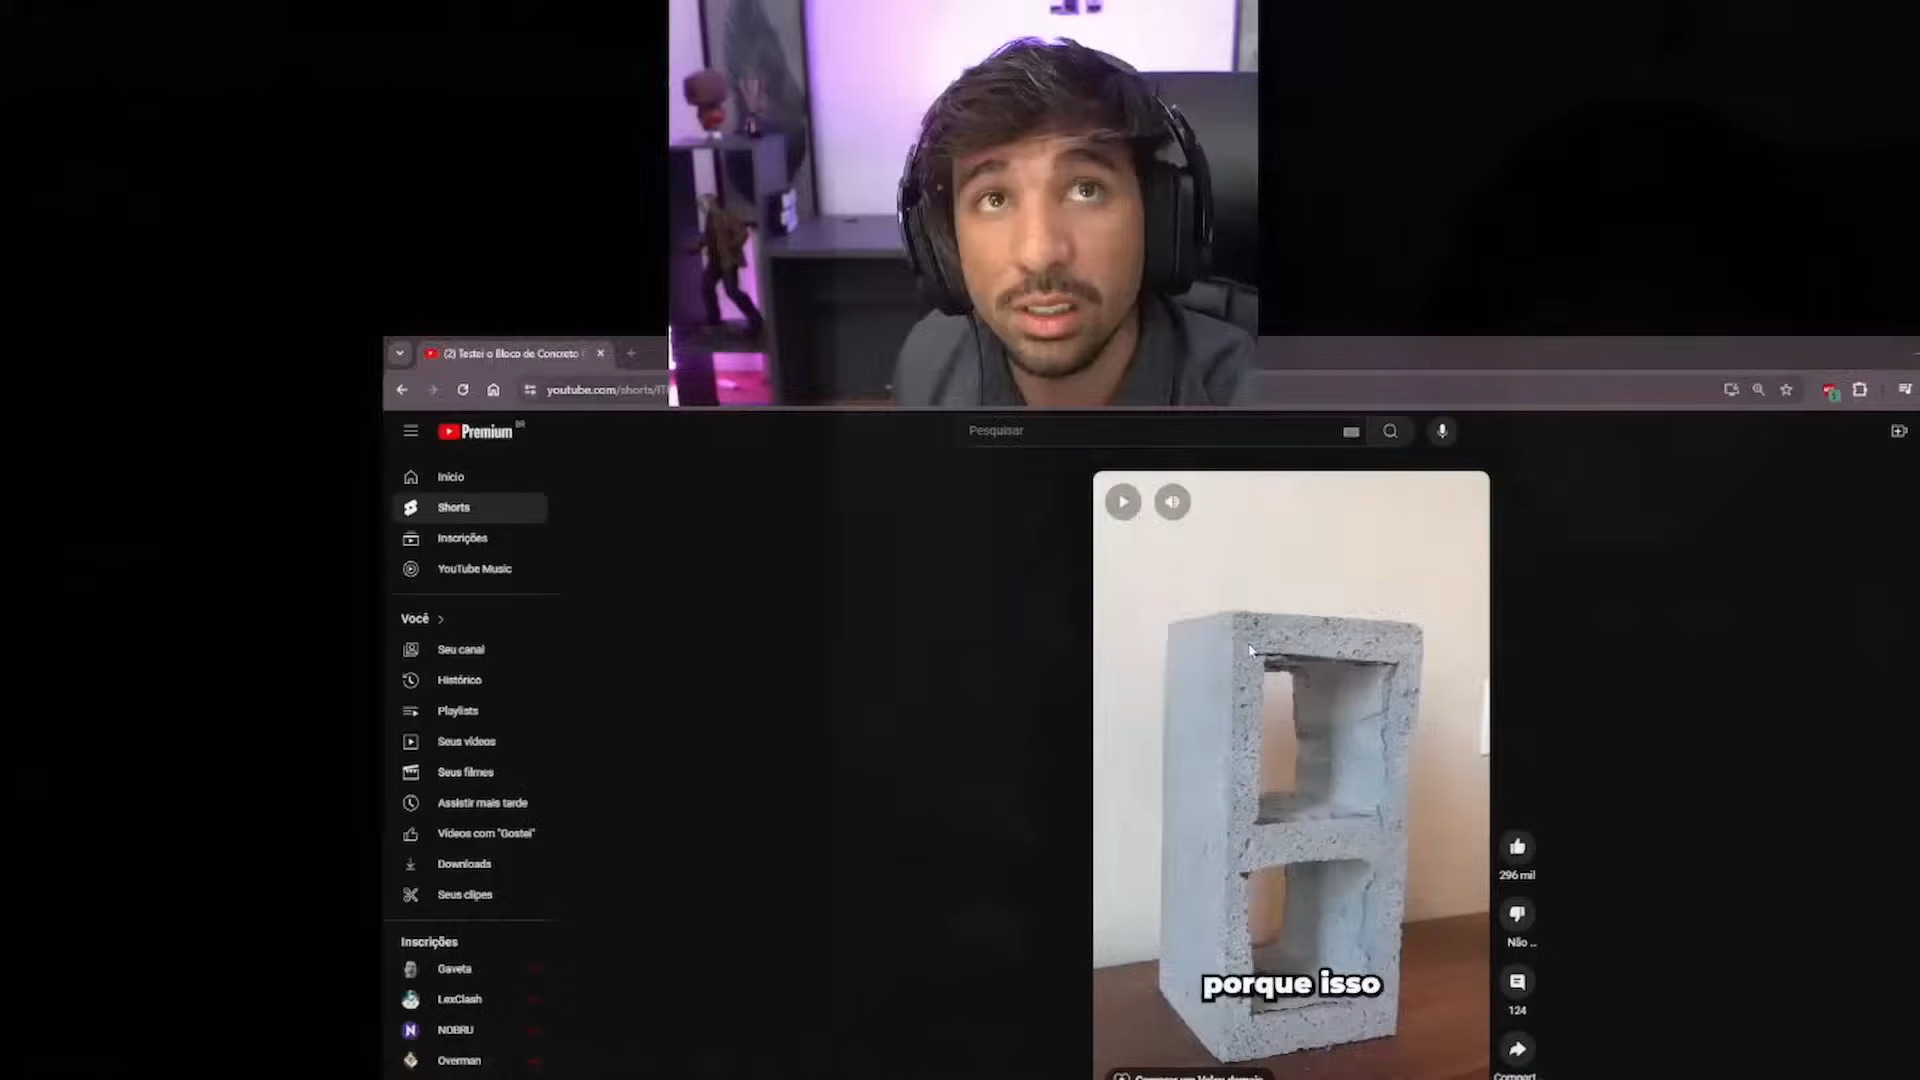 (2) Testei o Bloco de Concreto
youtube.com/shorts/
Premium BR
Pesquisar
Início
Shorts
Inscrições
YouTube Music
Você
Seu canal
Histórico
Playlists
Seus vídeos
Seus filmes
Assistir mais tarde
Vídeos com "Gostei"
Downloads
Seus clipes
Inscrições
Gaveta
LexClash
NOBRU
Overman
porque isso
296 mil
Não ...
124